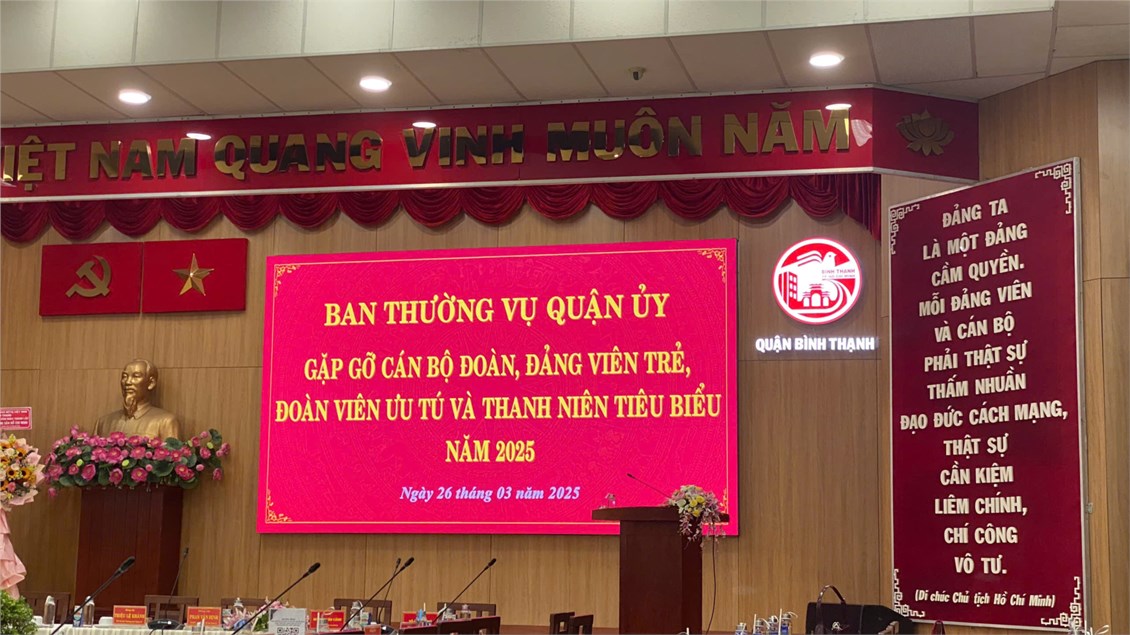 VIỆT NAM QUANG VINH MUÔN NĂM
BAN THƯỜNG VỤ QUẬN ỦY
GẶP GỠ CÁN BỘ ĐOÀN, ĐẢNG VIÊN TRẺ,
ĐOÀN VIÊN ƯU TÚ VÀ THANH NIÊN TIÊU BIỂU
NĂM 2025
Ngày 26 tháng 03 năm 2025
BÌNH THẠNH
QUẬN BÌNH THẠNH
ĐẢNG TA
LÀ MỘT ĐẢNG
CẦM QUYỀN.
MỖI ĐẢNG VIÊN
VÀ CÁN BỘ
PHẢI THẬT SỰ
THẤM NHUẦN
ĐẠO ĐỨC CÁCH MẠNG,
THẬT SỰ
CẦN KIỆM
LIÊM CHÍNH,
CHÍ CÔNG
VÔ TƯ.
(Di chúc Chủ tịch Hồ Chí Minh)